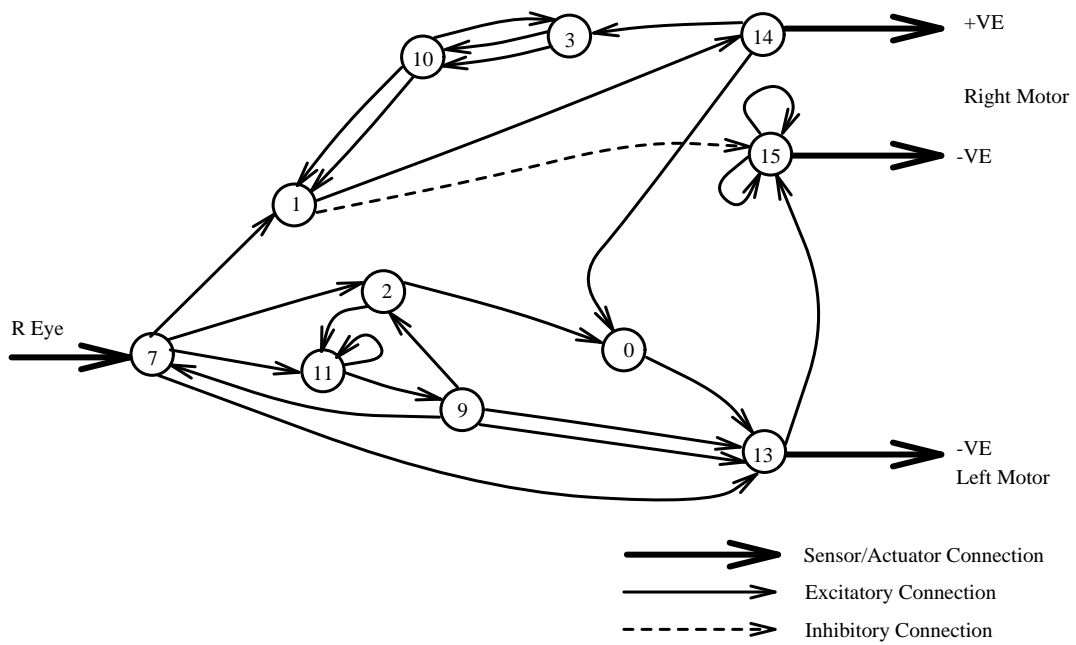 +VE
3
14
10
Right Motor
15
-VE
1
2
R Eye
7
11
0
9
13
-VE
Left Motor
Sensor/Actuator Connection
Excitatory Connection
Inhibitory Connection